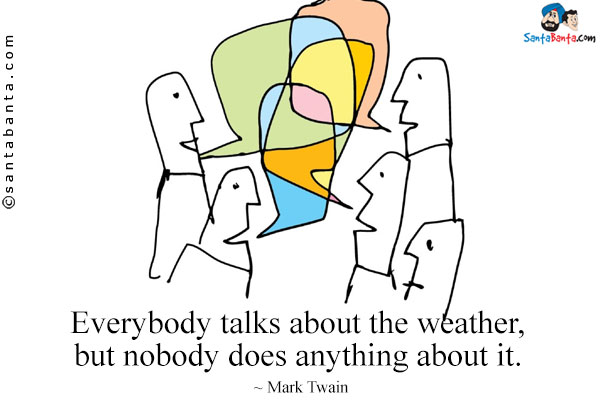 SantaBanta.com
©santabanta.com
Everybody talks about the weather,
but nobody does anything about it.
~ Mark Twain